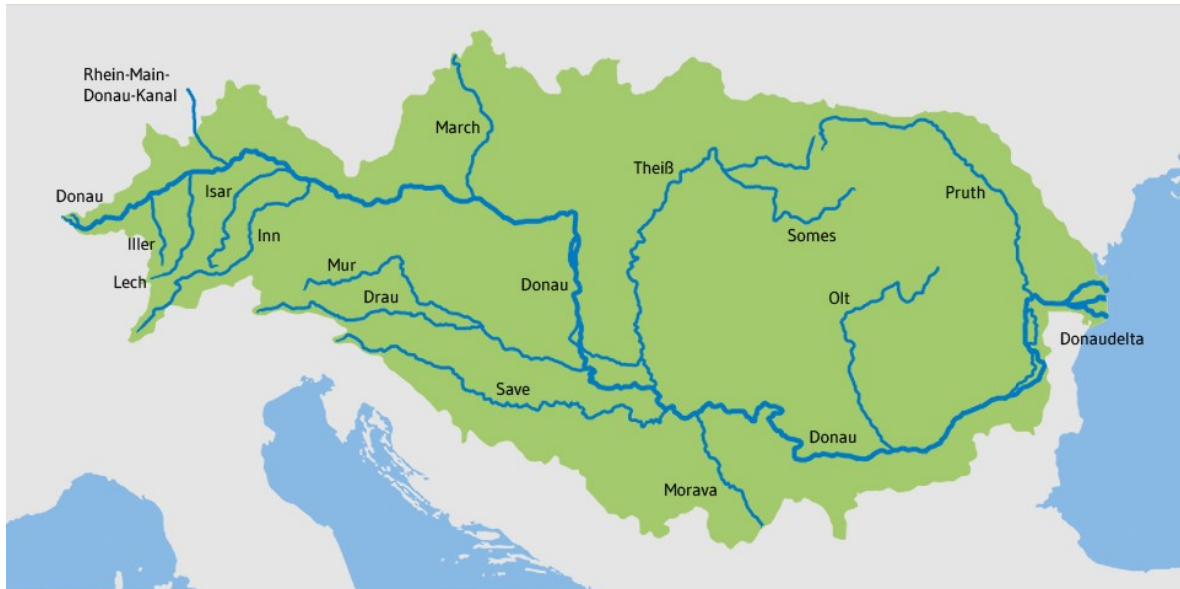 Rhein-Main-
Donau-Kanal
March
Theiß
Donau
Isar
Pruth
Iller
Inn
Somes
Lech
Mur
Donau
Drau
Olt
Donaudelta
Save
Donau
Morava